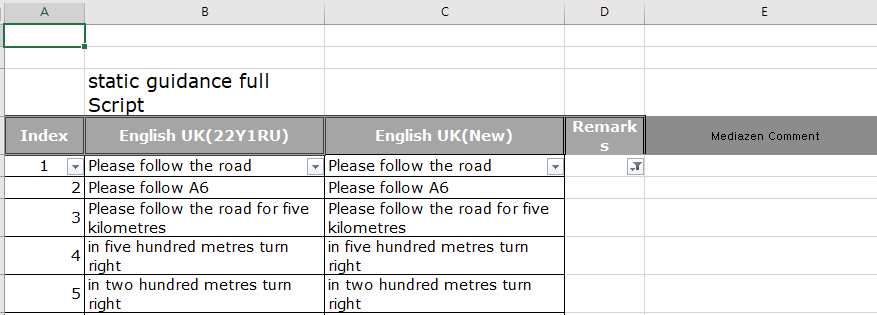 A B C D E
static guidance full
Script
Index English UK(22Y1RU) English UK(New) Remark
s Mediazen Comment
1 Please follow the road Please follow the road
2 Please follow A6 Please follow A6
3 Please follow the road for five
kilometres Please follow the road for five
kilometres
4 in five hundred metres turn
right in five hundred metres turn
right
5 in two hundred metres turn
right in two hundred metres turn
right